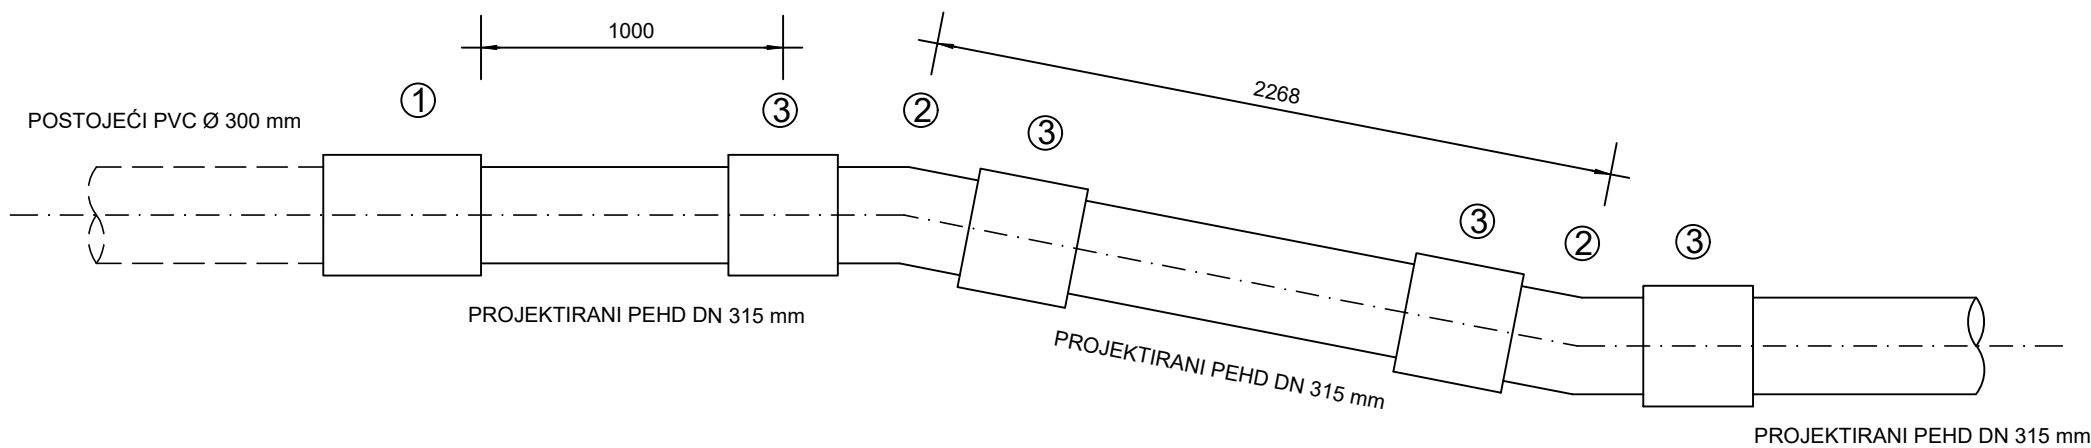 1000
2268
①
③
②
POSTOJEĆI PVC Ø 300 mm
③
③
②
③
PROJEKTIRANI PEHD DN 315 mm
PROJEKTIRANI PEHD DN 315 mm
PROJEKTIRANI PEHD DN 315 mm